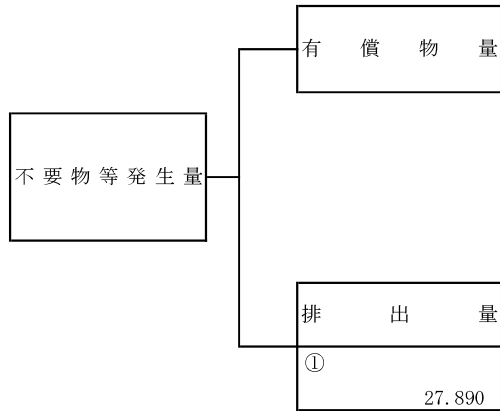 有償物量
不要物等発生量
排出量
①
27.890